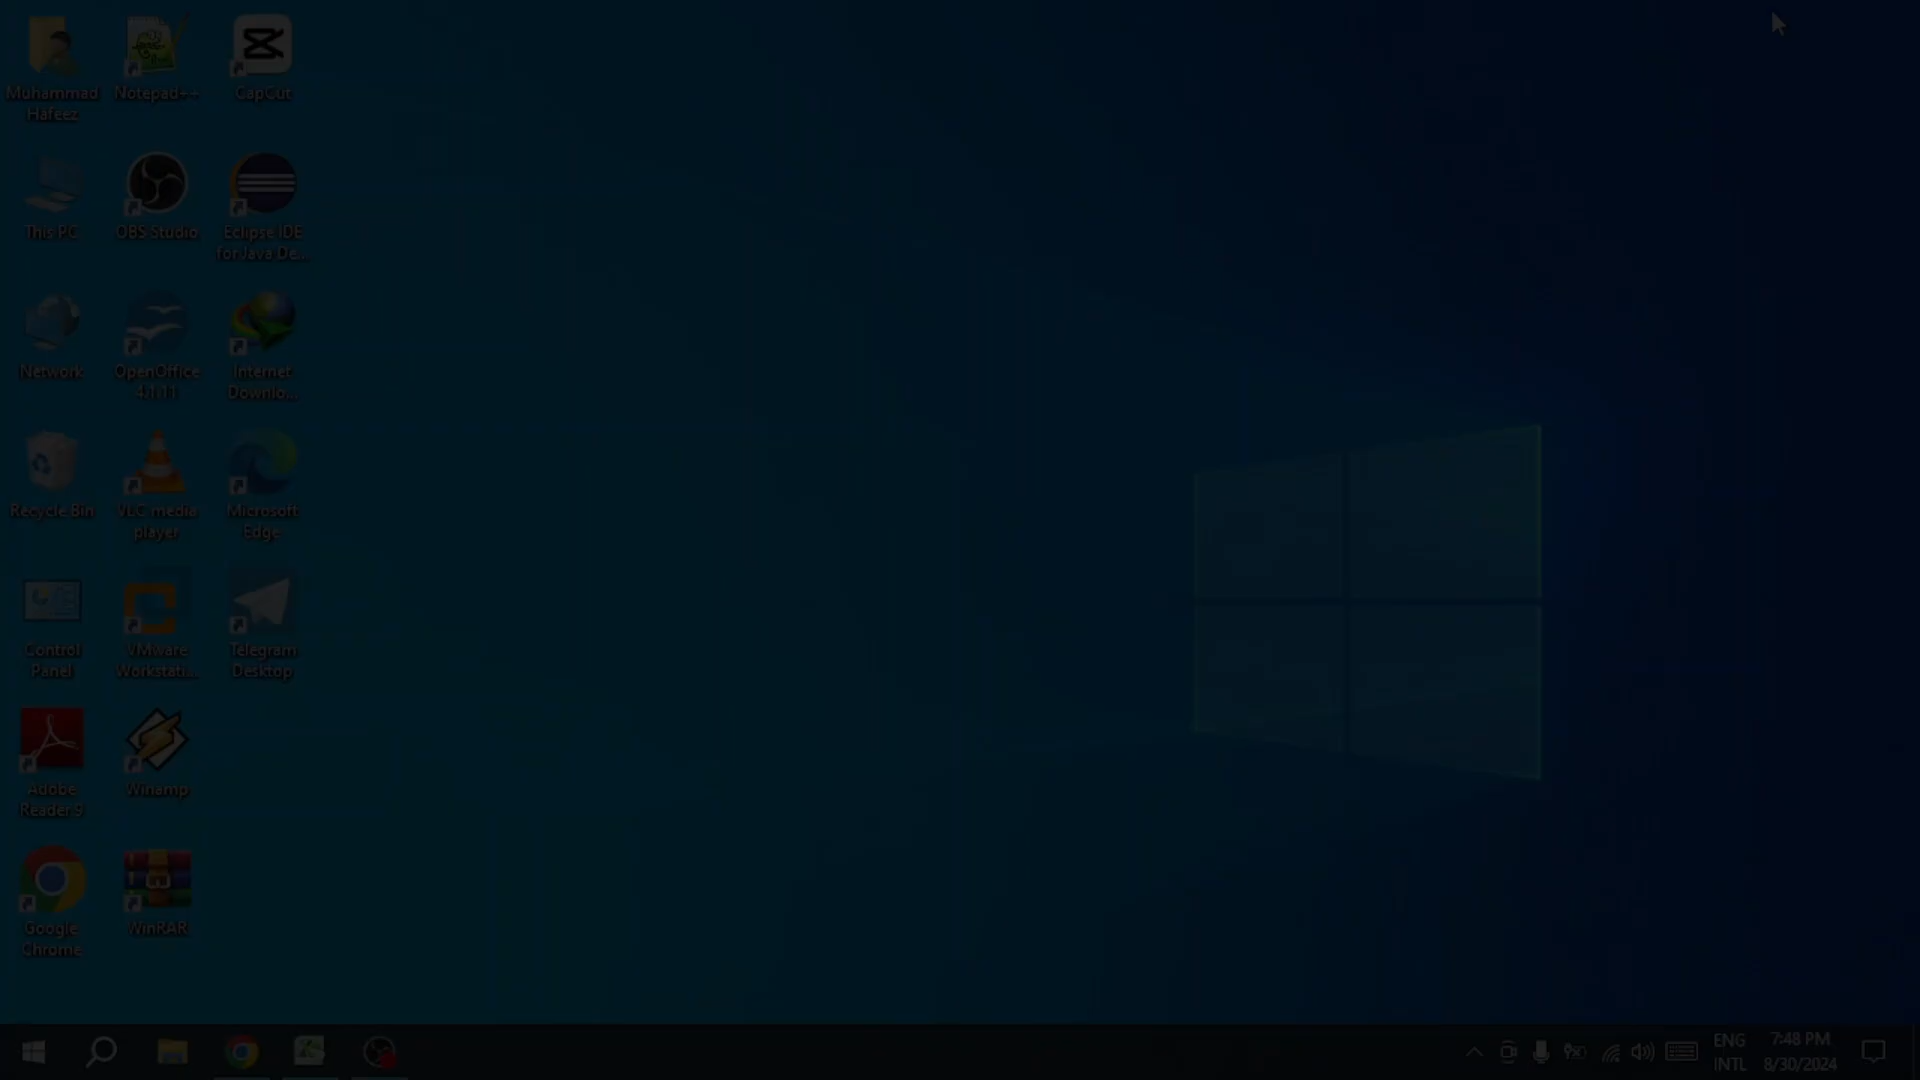 Muhammad
Hafeez
Notepad++
CapCut
This PC
OBS Studio
Eclipse IDE
for Java De...
Network
OpenOffice
4.1.11
Internet
Downlo...
Recycle Bin
VLC media
player
Microsoft
Edge
Control
Panel
VMware
Workstati...
Telegram
Desktop
Adobe
Reader 9
Winamp
Google
Chrome
WinRAR
ENG
INTL
7:48 PM
8/30/2024